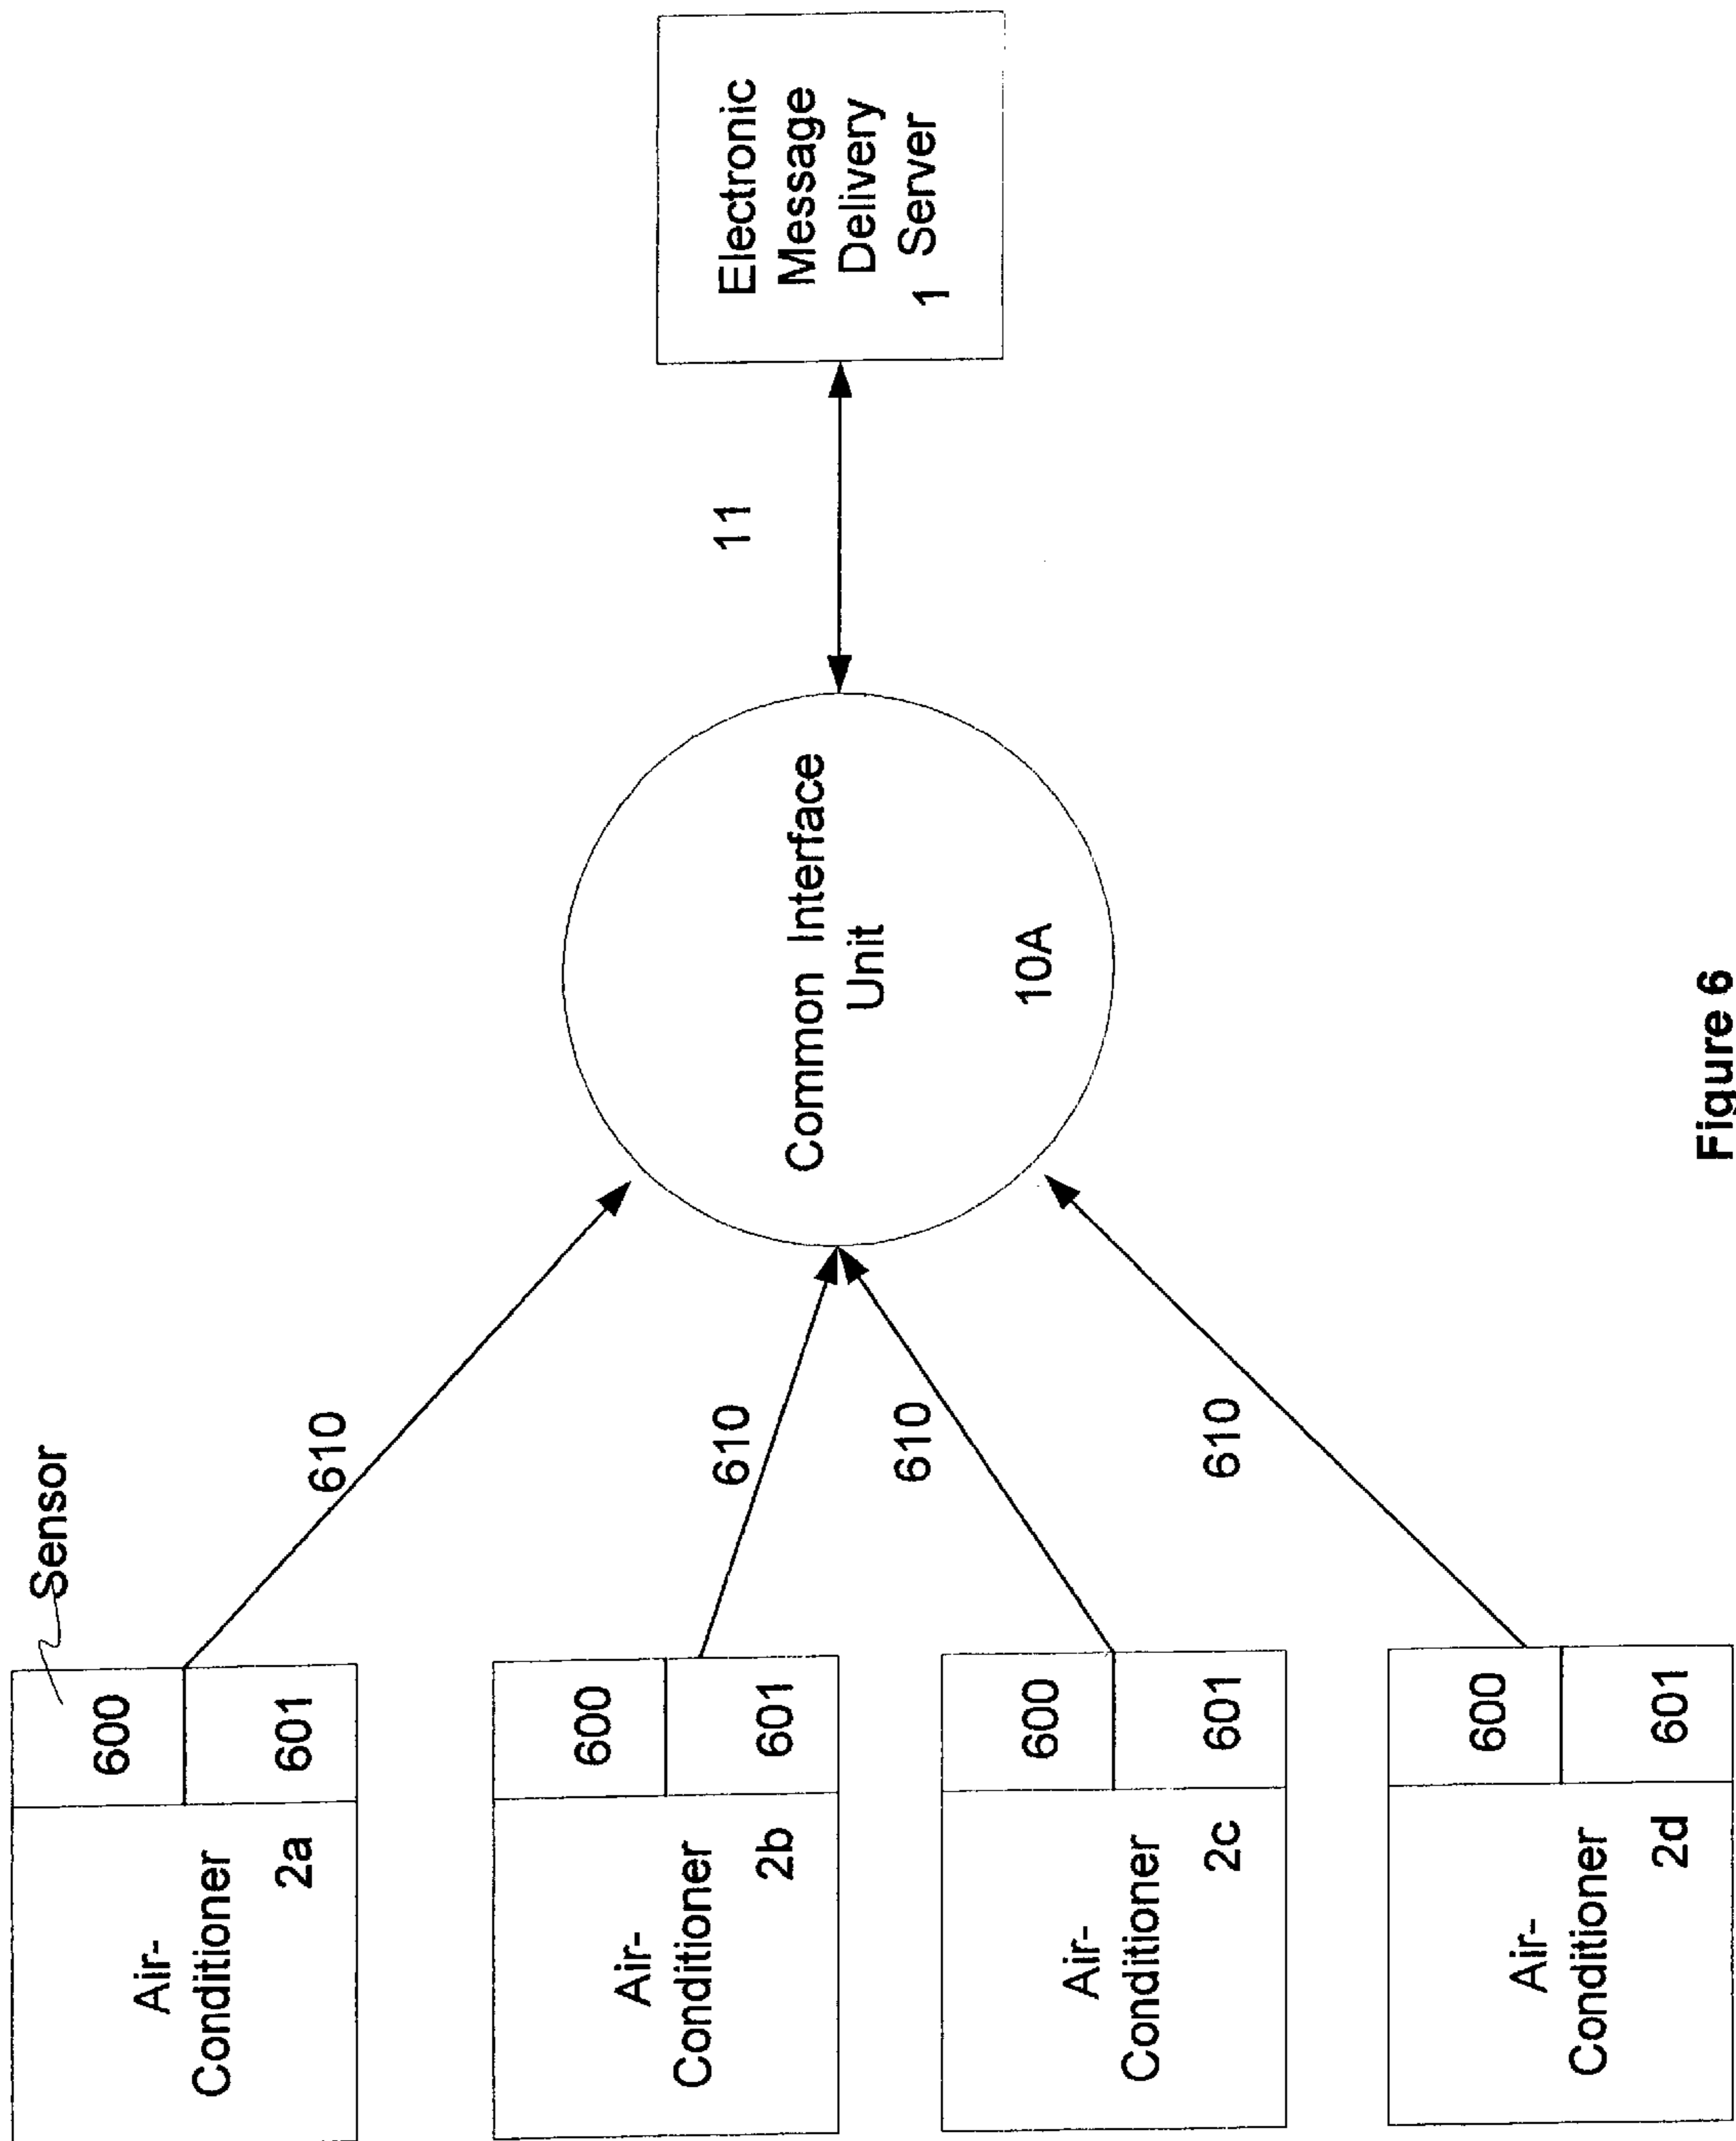 Sensor
Air-
Conditioner
2a
600
601
610
Air-
Conditioner
2b
600
601
610
Air-
Conditioner
2c
600
601
610
Air-
Conditioner
2d
600
601
610
Common Interface
Unit
10A
11
Electronic
Message
Delivery
1 Server
Figure 6